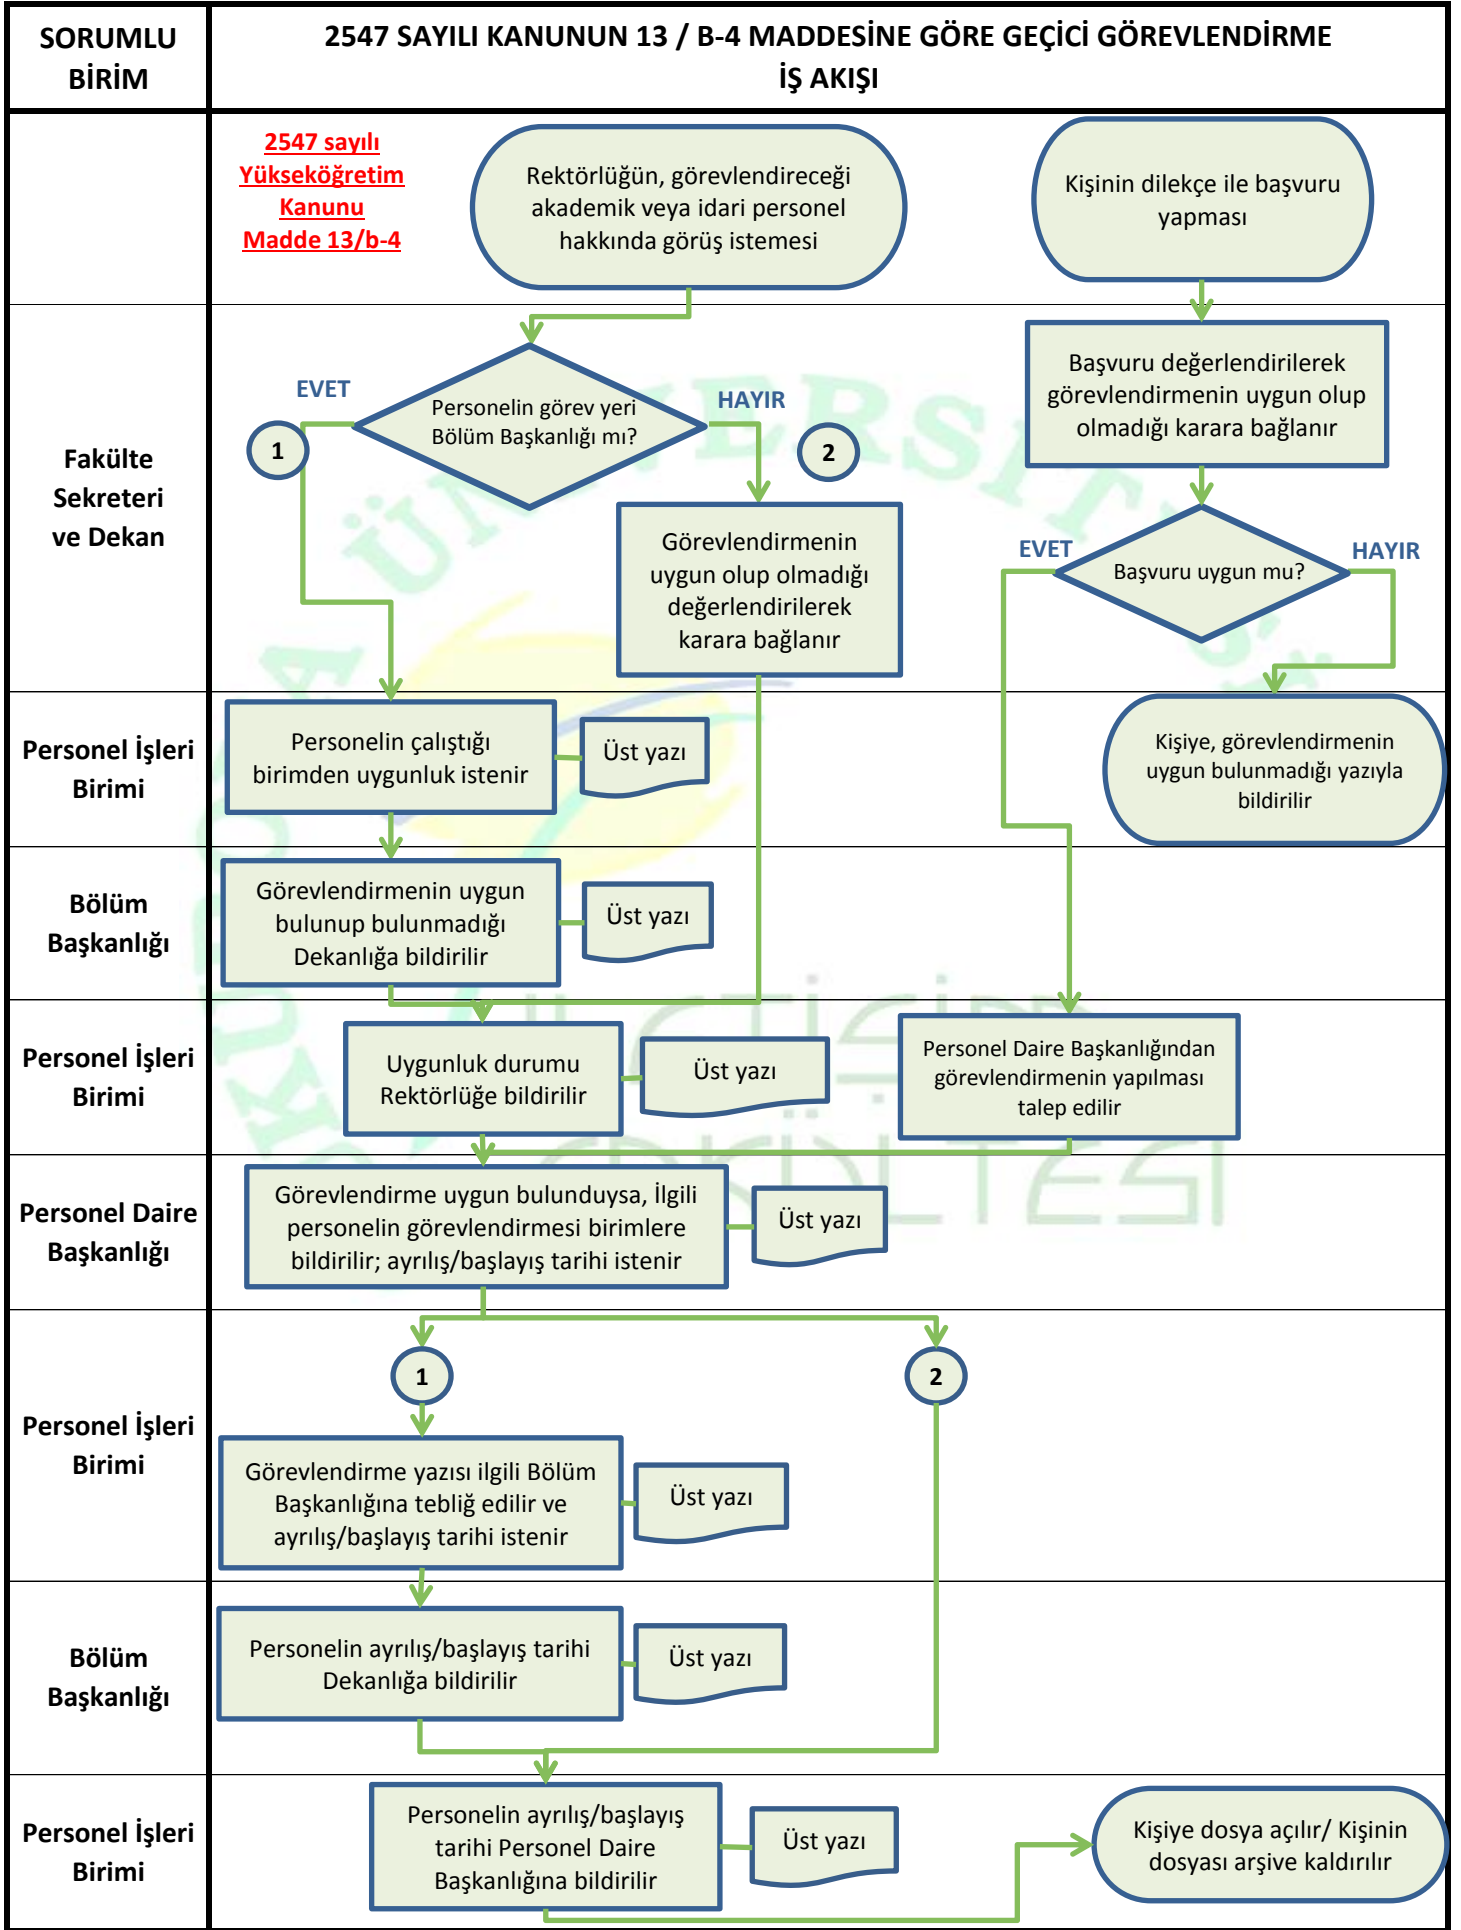 SORUMLU
BİRİM
2547 SAYILI KANUNUN 13 / B-4 MADDESİNE GÖRE GEÇİCİ GÖREVLENDİRME
İŞ AKIŞI
2547 sayılı
Yükseköğretim
Kanunu
Madde 13/b-4
Rektörlüğün, görevlendireceği
akademik veya idari personel
hakkında görüş istemesi
Kişinin dilekçe ile başvuru
yapması
Fakülte
Sekreteri
ve Dekan
EVET
Personelin görev yeri
Bölüm Başkanlığı mı?
HAYIR
1
2
Başvuru değerlendirilerek
görevlendirmenin uygun olup
olmadığı karara bağlanır
Görevlendirmenin
uygun olup olmadığı
değerlendirilerek
karara bağlanır
EVET
Başvuru uygun mu?
HAYIR
Personel İşleri
Birimi
Personelin çalıştığı
birimden uygunluk istenir
Üst yazı
Kişiye, görevlendirmenin
uygun bulunmadığı yazıyla
bildirilir
Bölüm
Başkanlığı
Görevlendirmenin uygun
bulunup bulunmadığı
Dekanlığa bildirilir
Üst yazı
Personel İşleri
Birimi
Uygunluk durumu
Rektörlüğe bildirilir
Üst yazı
Personel Daire Başkanlığından
görevlendirmenin yapılması
talep edilir
Personel Daire
Başkanlığı
Görevlendirme uygun bulunduysa, İlgili
personelin görevlendirmesi birimlere
bildirilir; ayrılış/başlayış tarihi istenir
Üst yazı
Personel İşleri
Birimi
1
2
Görevlendirme yazısı ilgili Bölüm
Başkanlığına tebliğ edilir ve
ayrılış/başlayış tarihi istenir
Üst yazı
Bölüm
Başkanlığı
Personelin ayrılış/başlayış tarihi
Dekanlığa bildirilir
Üst yazı
Personel İşleri
Birimi
Personelin ayrılış/başlayış
tarihi Personel Daire
Başkanlığına bildirilir
Üst yazı
Kişiye dosya açılır/ Kişinin
dosyası arşive kaldırılır